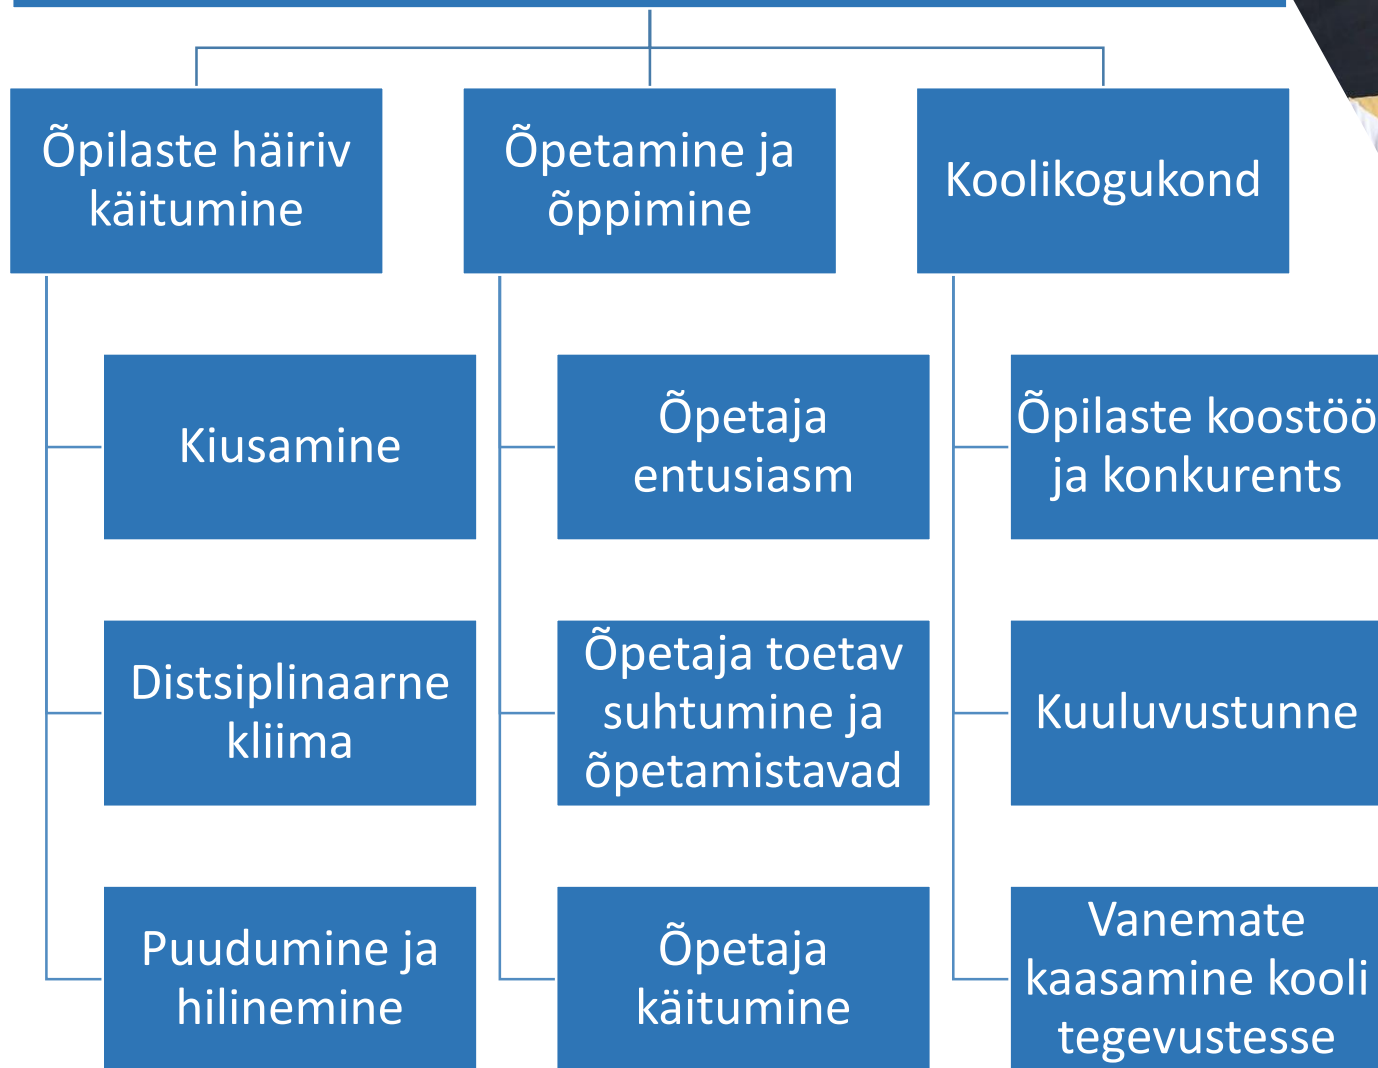 Õpilaste häiriv
käitumine
Õpetamine ja
õppimine
Koolikogukond
Kiusamine
Õpetaja
entusiasm
Õpilaste koostöö
ja konkurents
Distsiplinaarne
kliima
Õpetaja toetav
suhtumine ja
õpetamistavad
Kuuluvustunne
Puudumine ja
hilinemine
Õpetaja
käitumine
Vanemate
kaasamine kooli
tegevustesse